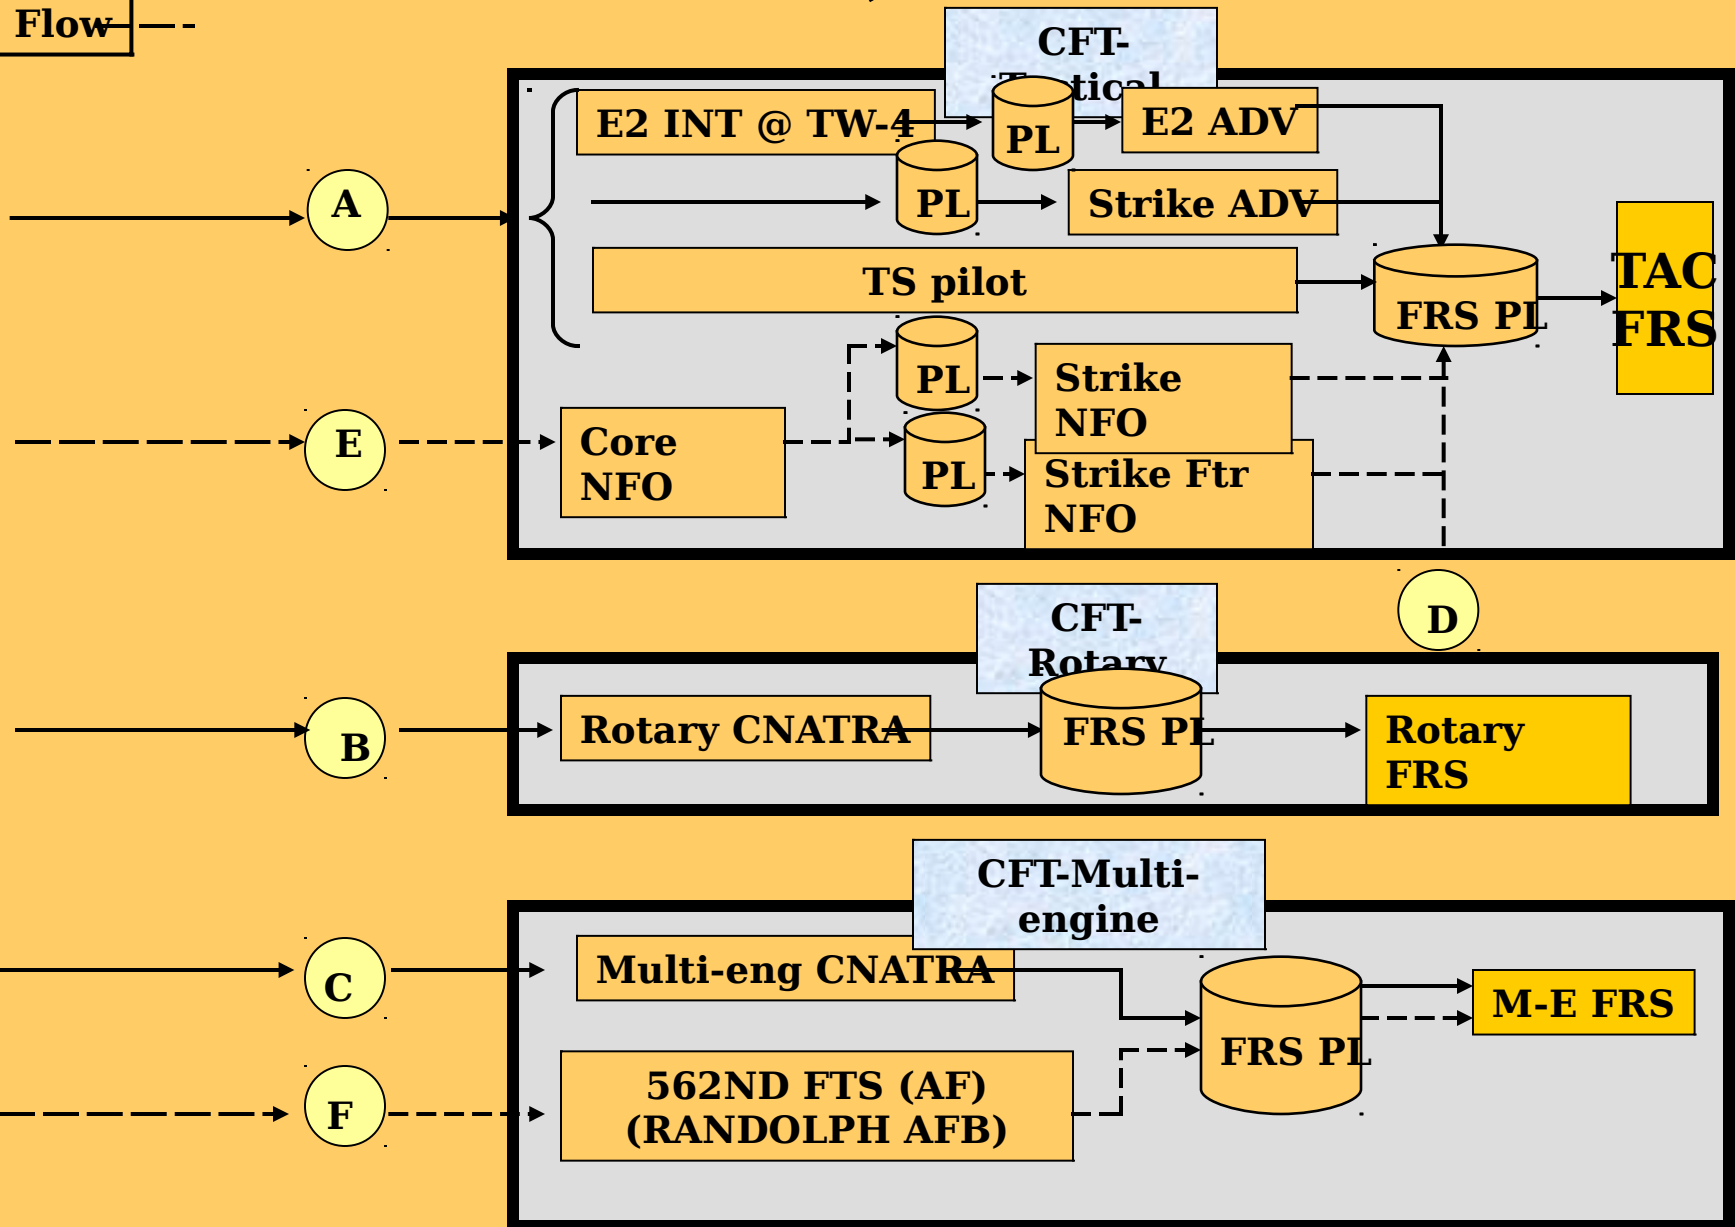 Flow
CFT-
Tactical
E2 INT @ TW-4
PL
E2 ADV
A
PL
Strike ADV
TS pilot
FRS PL
TAC
FRS
E
Core
NFO
PL
Strike
NFO
PL
Strike Ftr
NFO
D
CFT-
Rotary
B
Rotary CNATRA
FRS PL
Rotary
FRS
CFT-Multi-
engine
C
Multi-eng CNATRA
FRS PL
M-E FRS
F
562ND FTS (AF)
(RANDOLPH AFB)